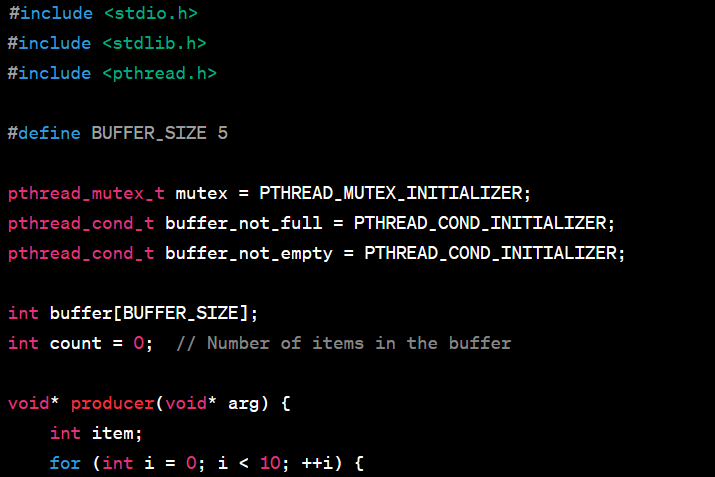 #include <stdio.h>
#include <stdlib.h>
#include <pthread.h>

#define BUFFER_SIZE 5

pthread_mutex_t mutex = PTHREAD_MUTEX_INITIALIZER;
pthread_cond_t buffer_not_full = PTHREAD_COND_INITIALIZER;
pthread_cond_t buffer_not_empty = PTHREAD_COND_INITIALIZER;

int buffer[BUFFER_SIZE];
int count = 0;  // Number of items in the buffer

void* producer(void* arg) {
    int item;
    for (int i = 0; i < 10; ++i) {